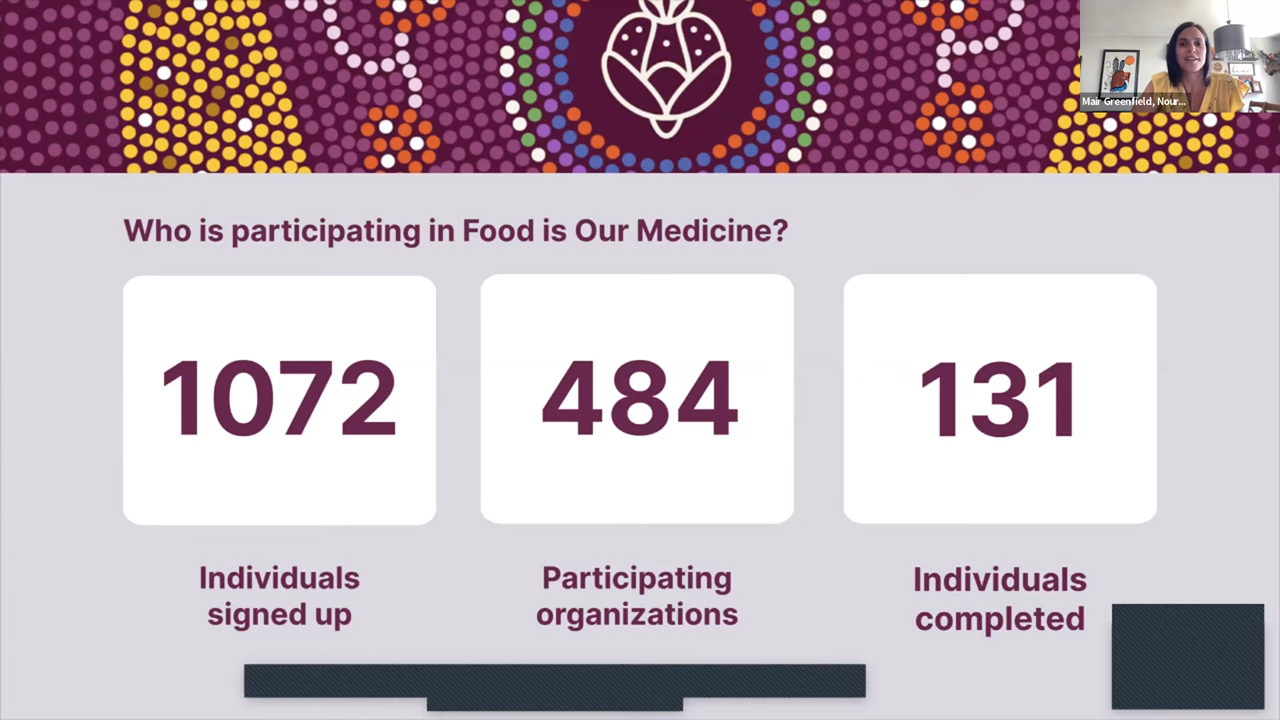 Mair Greenfield, Nour...
Who is participating in Food is Our Medicine?
1072
484
131
Individuals
signed up
Participating
organizations
Individuals
completed